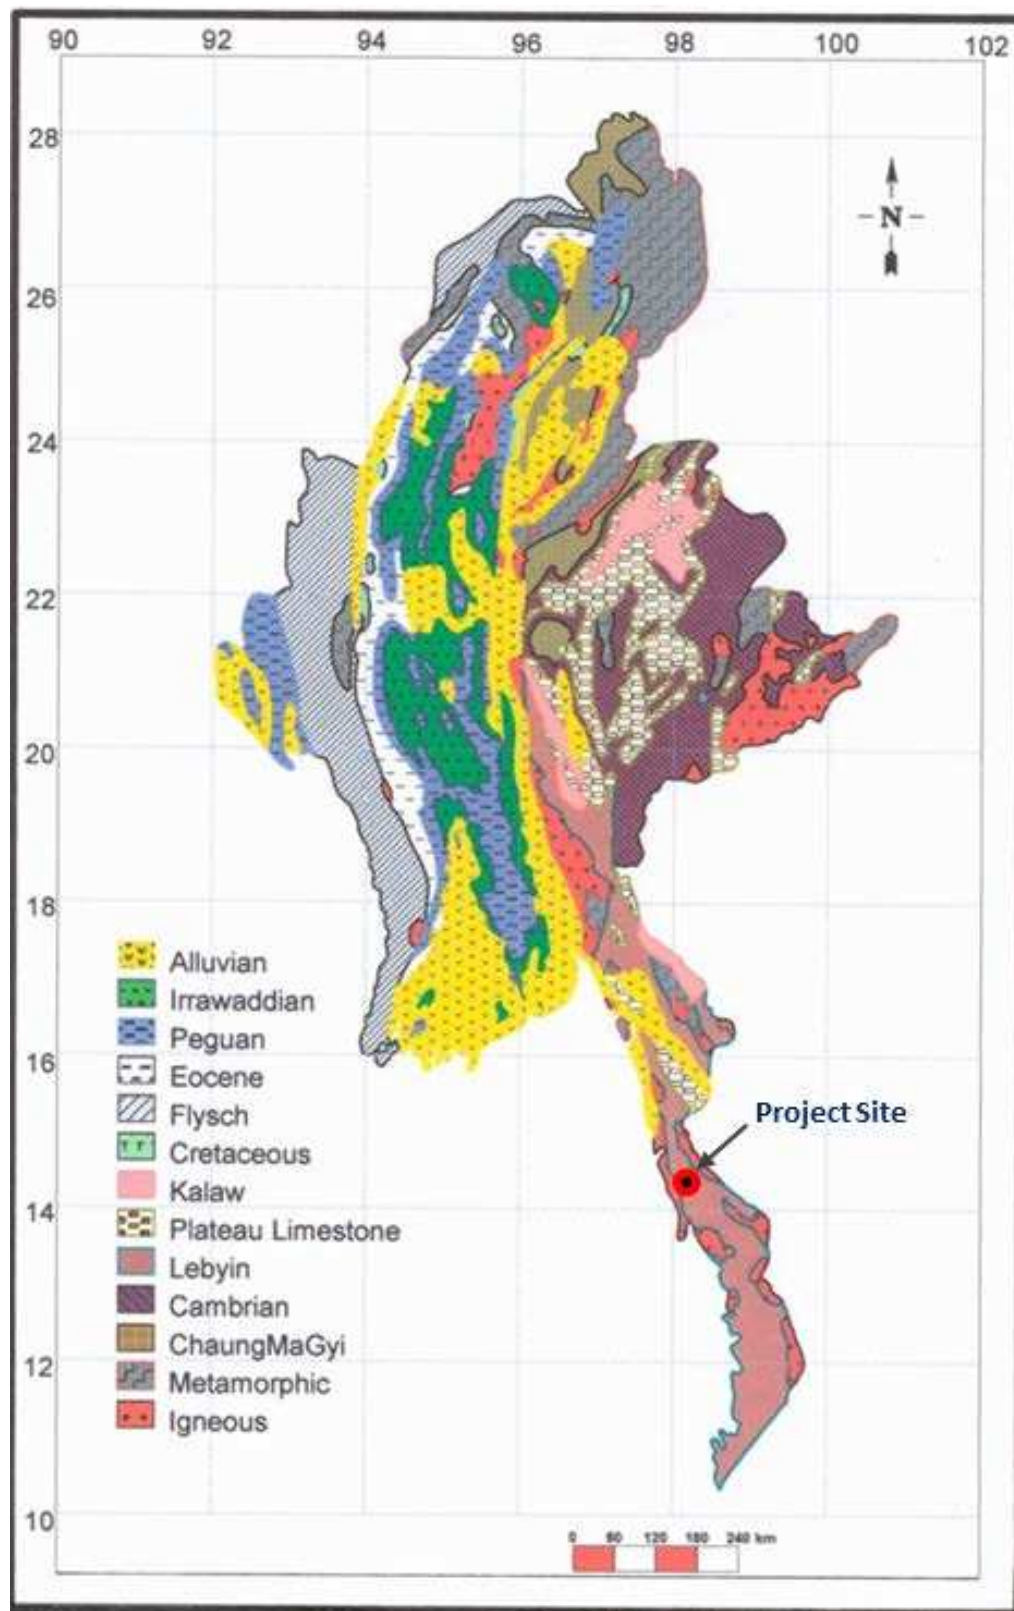 90 92 94 96 98 100 102
28
N
26
24
22
20
18
Alluvian
Irrawaddian
Peguan
16
Eocene
Flysch
Project Site
Cretaceous
Kalaw
14
Plateau Limestone
Lebyin
Cambrian
ChaungMaGyi
12
Metamorphic
Igneous
10
0 60 120 180 240 km